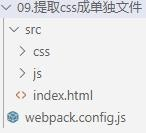 09.提取css成单独文件
src
css
js
index.html
webpack.config.js